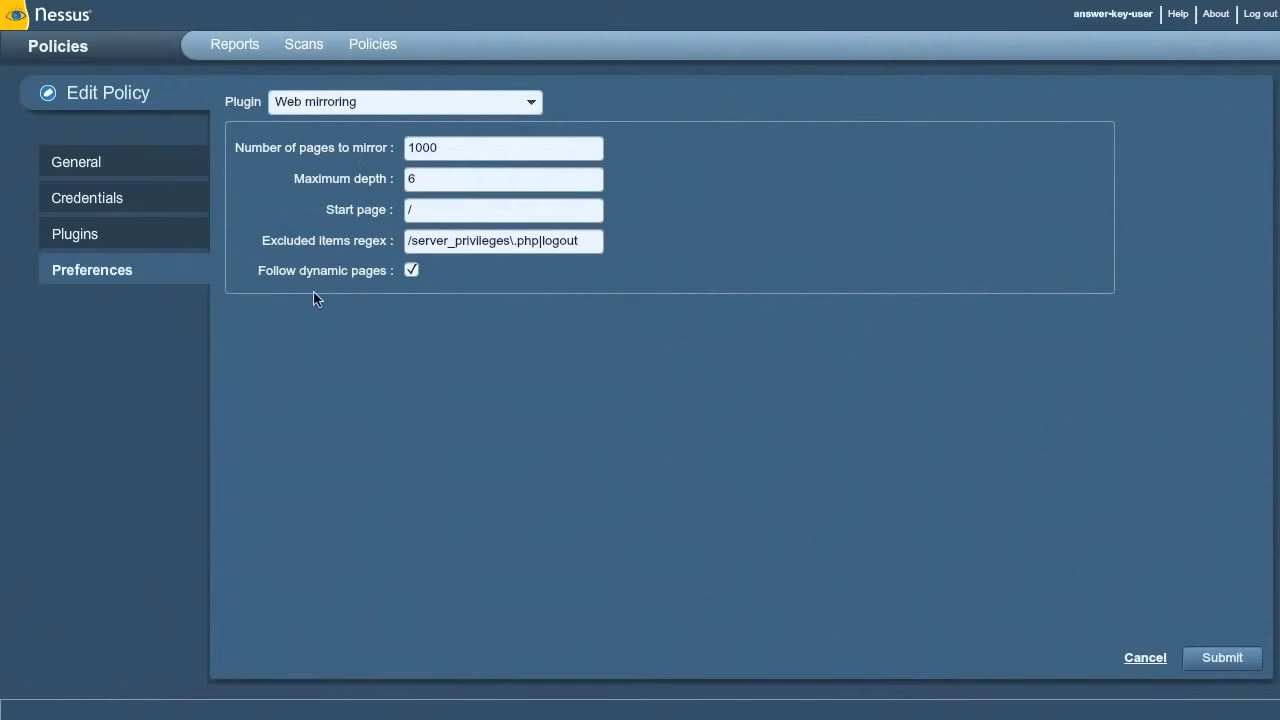 Nessus
answer-key-user | Help | About | Log out
Policies
Reports Scans Policies
Edit Policy
General
Credentials
Plugins
Preferences
Plugin Web mirroring
Number of pages to mirror : 1000
Maximum depth : 6
Start page : /
Excluded items regex : /server_privileges\.php|logout
Follow dynamic pages :
Cancel Submit